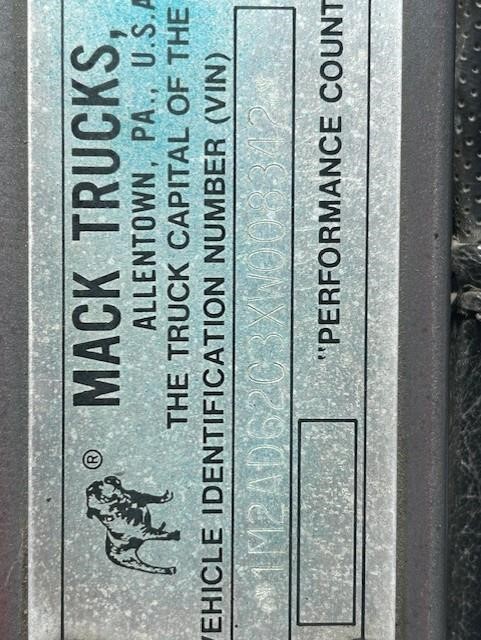 MACK TRUCKS,
ALLENTOWN, PA., U.S.A
THE TRUCK CAPITAL OF THE
VEHICLE IDENTIFICATION NUMBER (VIN)
*1M2AD62C3XW008342*
"PERFORMANCE COUNT
®